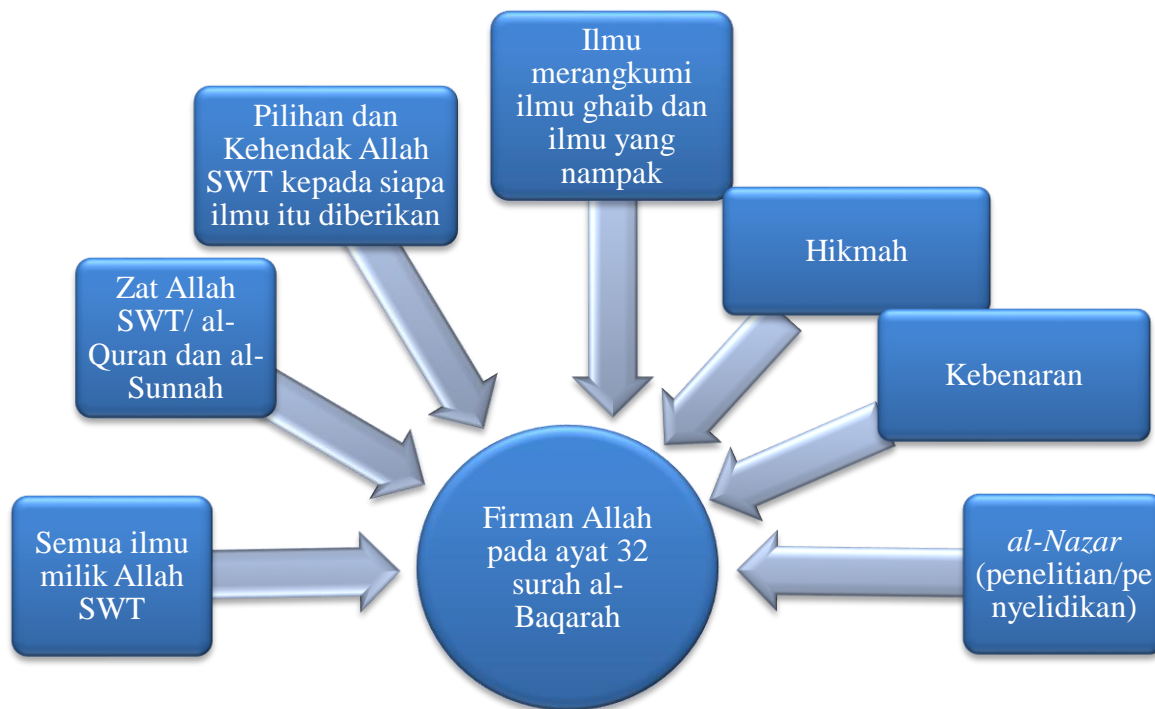 Ilmu
merangkumi
ilmu ghaib dan
ilmu yang
nampak
Pilihan dan
Kehendak Allah
SWT kepada siapa
ilmu itu diberikan
Hikmah
Zat Allah
SWT/ al-
Quran dan al-
Sunnah
Kebenaran
Semua ilmu
milik Allah
SWT
Firman Allah
pada ayat 32
surah al-
Baqarah
al-Nazar
(penelitian/pe
nyelidikan)